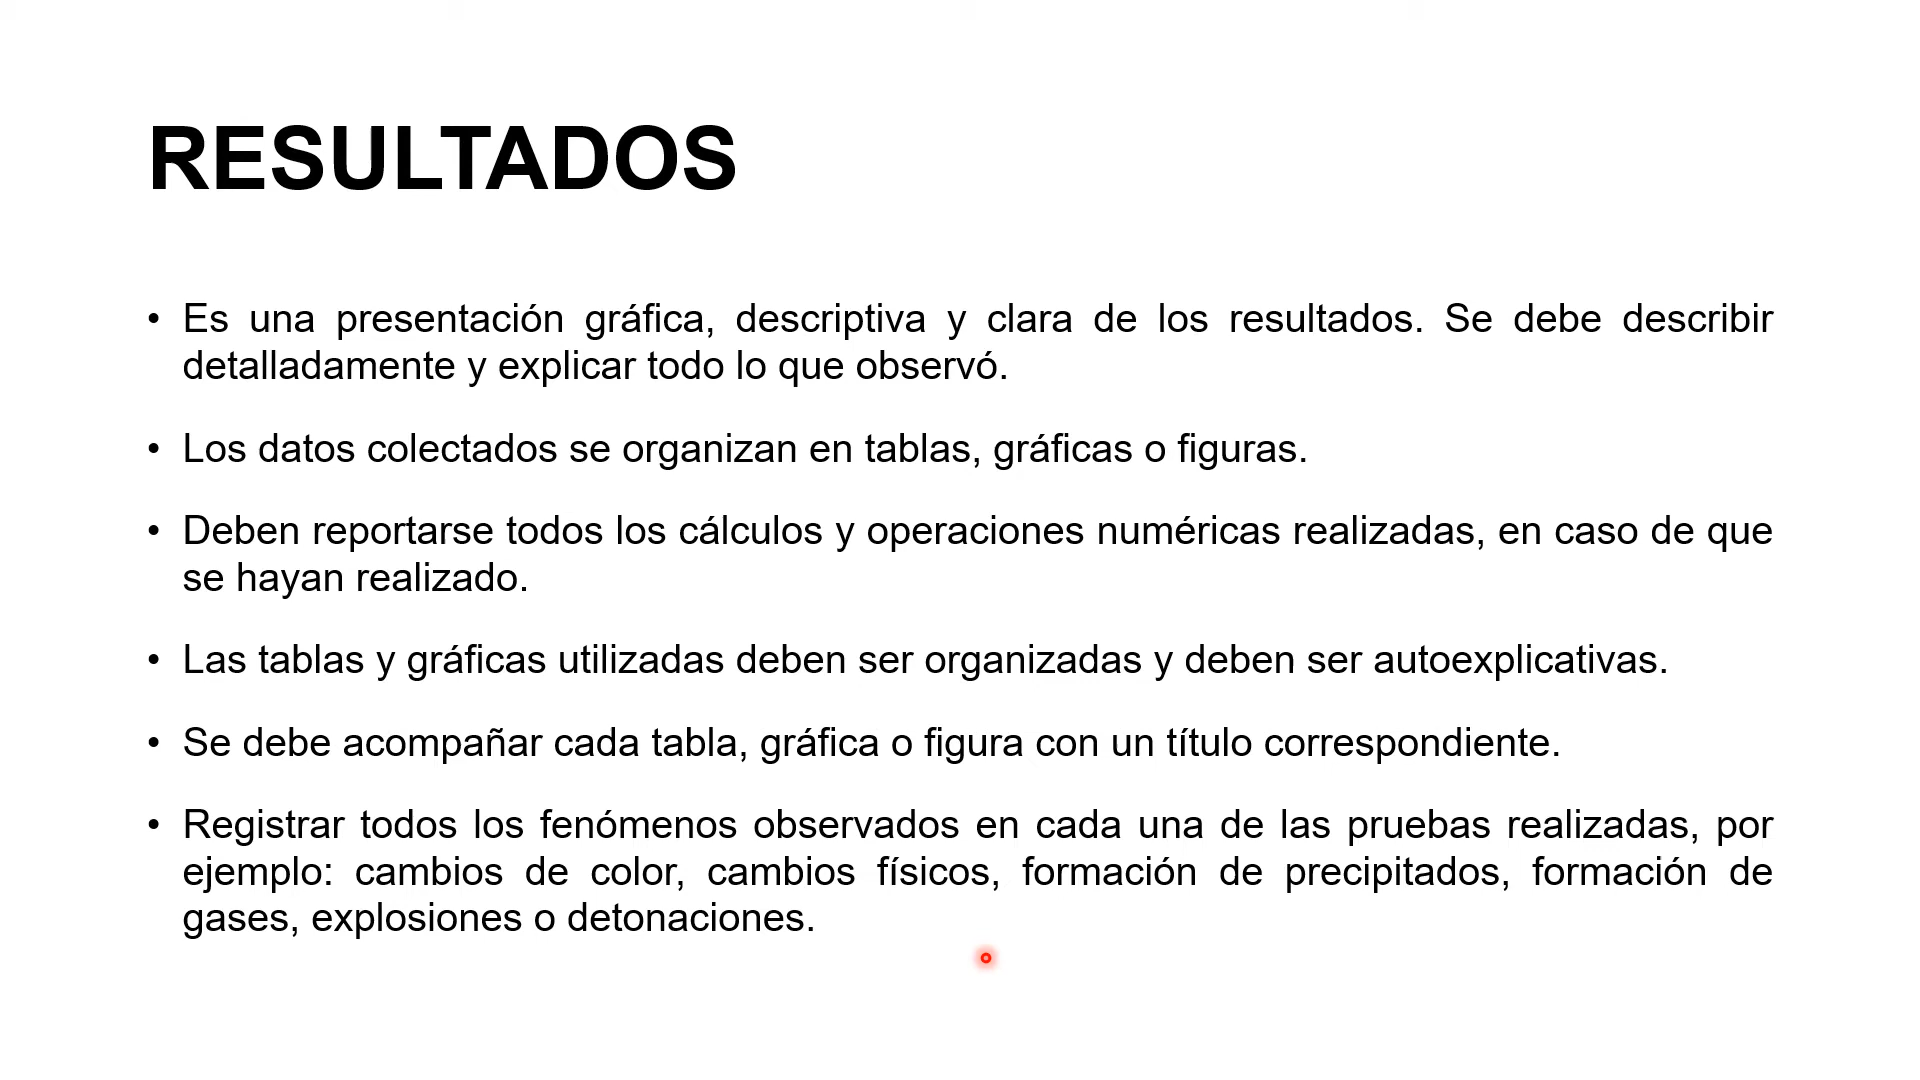 RESULTADOS
• Es una presentación gráfica, descriptiva y clara de los resultados. Se debe describir
detalladamente y explicar todo lo que observó.
• Los datos colectados se organizan en tablas, gráficas o figuras.
• Deben reportarse todos los cálculos y operaciones numéricas realizadas, en caso de que
se hayan realizado.
• Las tablas y gráficas utilizadas deben ser organizadas y deben ser autoexplicativas.
• Se debe acompañar cada tabla, gráfica o figura con un título correspondiente.
• Registrar todos los fenómenos observados en cada una de las pruebas realizadas, por
ejemplo: cambios de color, cambios físicos, formación de precipitados, formación de
gases, explosiones o detonaciones.